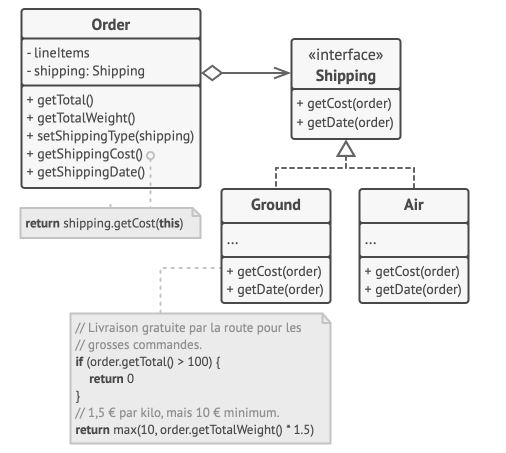 Order
- lineItems
- shipping: Shipping
+ getTotal()
+ getTotalWeight()
+ setShippingType(shipping)
+ getShippingCost()
+ getShippingDate()
return shipping.getCost(this)
«interface»
Shipping
+ getCost(order)
+ getDate(order)
Ground
...
+ getCost(order)
+ getDate(order)
Air
...
+ getCost(order)
+ getDate(order)
// Livraison gratuite par la route pour les
// grosses commandes.
if (order.getTotal() > 100) {
return 0
}
// 1,5 € par kilo, mais 10 € minimum.
return max(10, order.getTotalWeight() * 1.5)